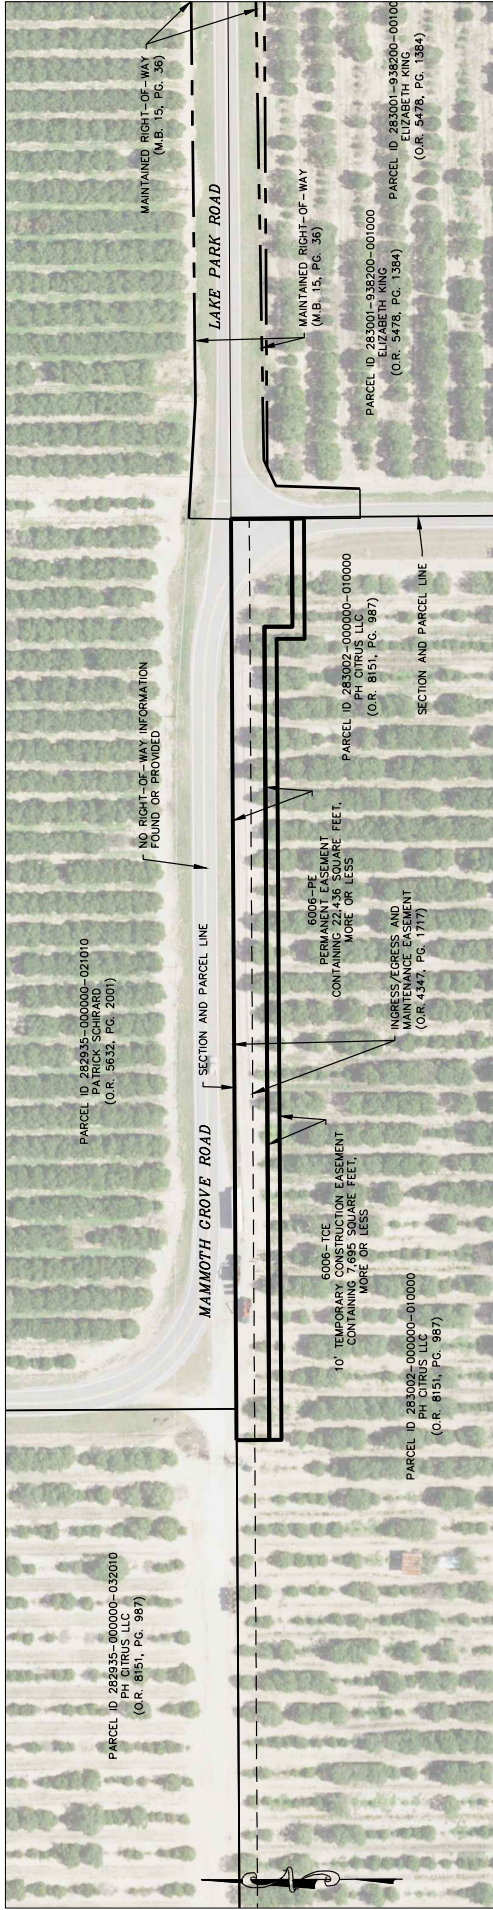 MAINTAINED RIGHT-OF-WAY
(M.B. 15, PG. 36)
LAKE PARK ROAD
MAINTAINED RIGHT-OF-WAY
(M.B. 15, PG. 36)
PARCEL ID 283001-938200-00100
ELIZABETH KING
(O.R. 5478, PG. 1384)
PARCEL ID 283001-938200-001000
ELIZABETH KING
(O.R. 5478, PG. 1384)
NO RIGHT-OF-WAY INFORMATION
FOUND OR PROVIDED
PARCEL ID 283002-000000-010000
PH CITRUS LLC
(O.R. 8151, PG. 987)
SECTION AND PARCEL LINE
PARCEL ID 282935-000000-021010
PATRICK SCHIRARD
(O.R. 5632, PG. 2001)
SECTION AND PARCEL LINE
6006-PE
PERMANENT EASEMENT
CONTAINING 22,436 SQUARE FEET,
MORE OR LESS
INGRESS/EGRESS AND
MAINTENANCE EASEMENT
(O.R. 4347, PG. 1717)
MAMMOTH GROVE ROAD
6006-TCE
10' TEMPORARY CONSTRUCTION EASEMENT
CONTAINING 7,695 SQUARE FEET,
MORE OR LESS
PARCEL ID 283002-000000-010000
PH CITRUS LLC
(O.R. 8151, PG. 987)
PARCEL ID 282935-000000-032010
PH CITRUS LLC
(O.R. 8151, PG. 987)